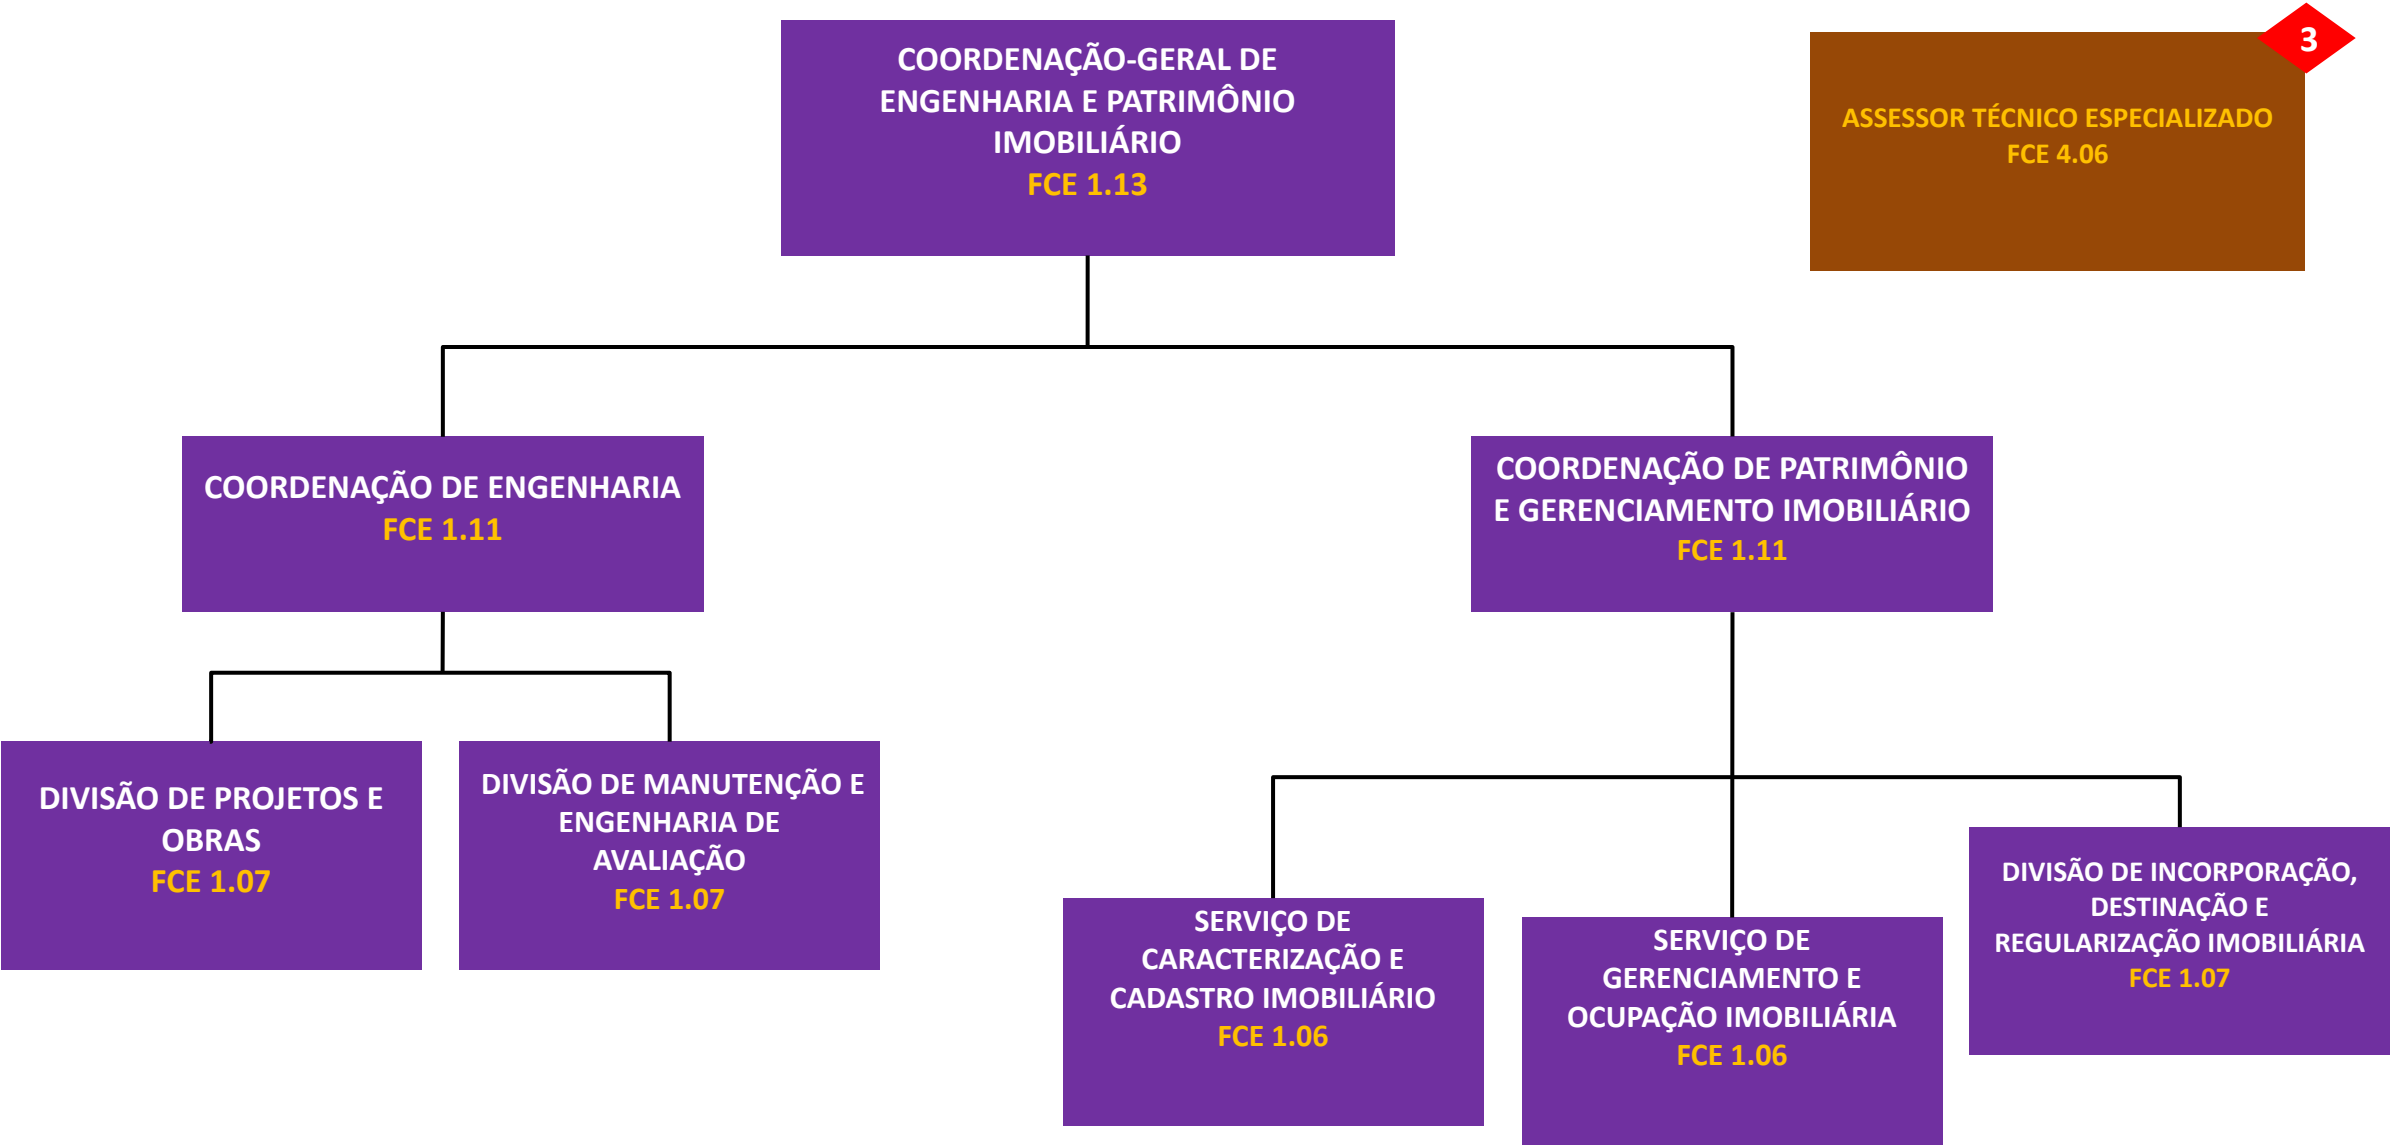 COORDENAÇÃO-GERAL DE
ENGENHARIA E PATRIMÔNIO
IMOBILIÁRIO
FCE 1.13
3
ASSESSOR TÉCNICO ESPECIALIZADO
FCE 4.06
COORDENAÇÃO DE ENGENHARIA
FCE 1.11
COORDENAÇÃO DE PATRIMÔNIO
E GERENCIAMENTO IMOBILIÁRIO
FCE 1.11
DIVISÃO DE PROJETOS E
OBRAS
FCE 1.07
DIVISÃO DE MANUTENÇÃO E
ENGENHARIA DE
AVALIAÇÃO
FCE 1.07
SERVIÇO DE
CARACTERIZAÇÃO E
CADASTRO IMOBILIÁRIO
FCE 1.06
SERVIÇO DE
GERENCIAMENTO E
OCUPAÇÃO IMOBILIÁRIA
FCE 1.06
DIVISÃO DE INCORPORAÇÃO,
DESTINAÇÃO E
REGULARIZAÇÃO IMOBILIÁRIA
FCE 1.07